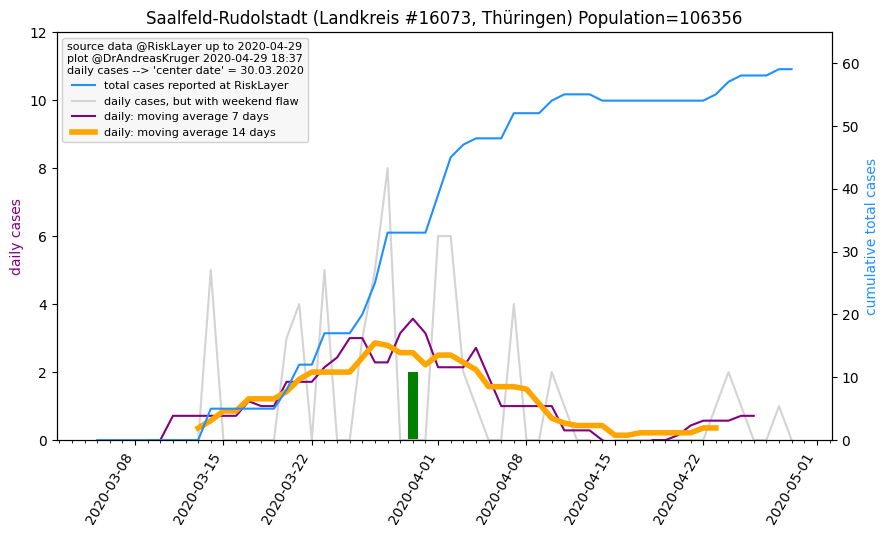 Saalfeld-Rudolstadt (Landkreis #16073, Thüringen) Population=106356
source data @RiskLayer up to 2020-04-29
plot @DrAndreasKruger 2020-04-29 18:37
daily cases --> 'center date' = 30.03.2020
total cases reported at RiskLayer
daily cases, but with weekend flaw
daily: moving average 7 days
daily: moving average 14 days
daily cases
12
10
8
6
4
2
0
cumulative total cases
60
50
40
30
20
10
0
2020-03-08
2020-03-15
2020-03-22
2020-04-01
2020-04-08
2020-04-15
2020-04-22
2020-05-01